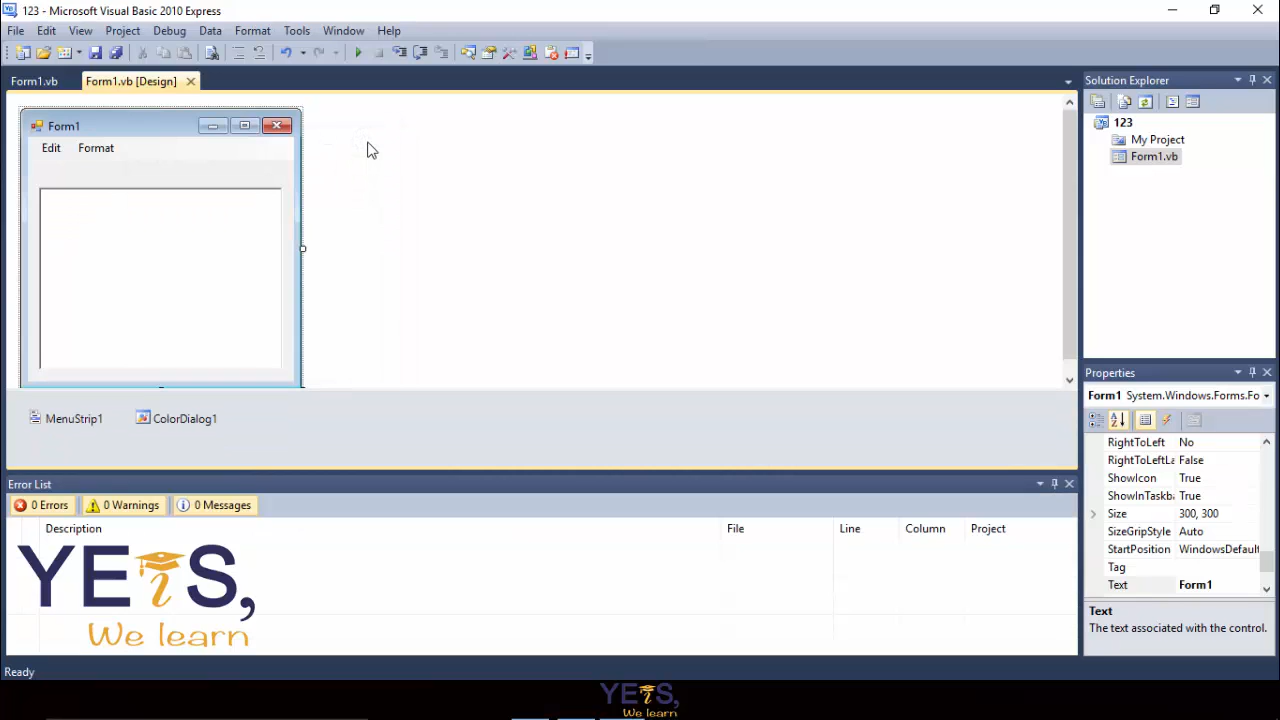 123 - Microsoft Visual Basic 2010 Express
File Edit View Project Debug Data Format Tools Window Help
Form1.vb Form1.vb [Design]
Form1
Edit Format
MenuStrip1 ColorDialog1
Error List
0 Errors 0 Warnings 0 Messages
Description File Line Column Project
YEIS,
We learn
Ready
Solution Explorer
123
My Project
Form1.vb
Properties
Form1 System.Windows.Forms.Fo
RightToLeft No
RightToLeftLa False
ShowIcon True
ShowInTaskba True
Size 300, 300
SizeGripStyle Auto
StartPosition WindowsDefault
Tag
Text Form1
Text
The text associated with the control.
YEIS,
We learn